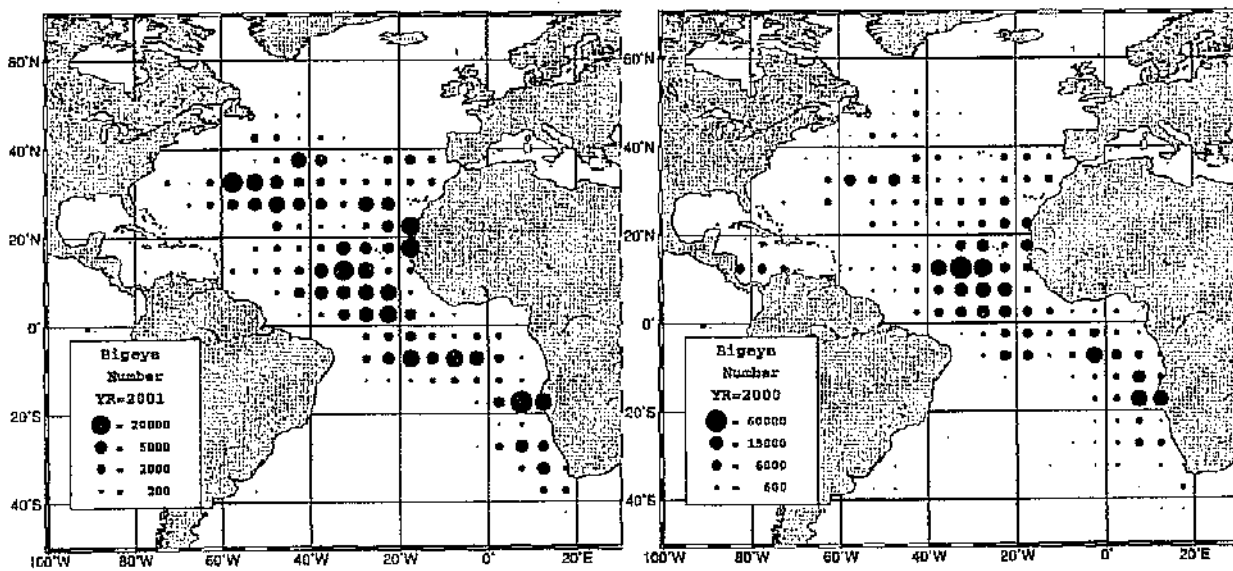 60°N
40°N
20°N
0°
20°S
40°S
Bigeye
Number
YR=2001
= 20000
= 5000
= 2000
= 200
100°W
80°W
60°W
40°W
20°W
0°
20°E
60°N
40°N
20°N
0°
20°S
40°S
Bigeye
Number
YR=2000
= 60000
= 15000
= 6000
= 600
100°W
80°W
60°W
40°W
20°W
0°
20°E